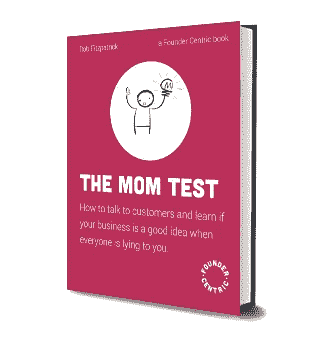 Rob Fitzpatrick
a Founder Centric book
THE MOM TEST
How to talk to customers and learn if
your business is a good idea when
everyone is lying to you.
FOUNDER
CENTRIC